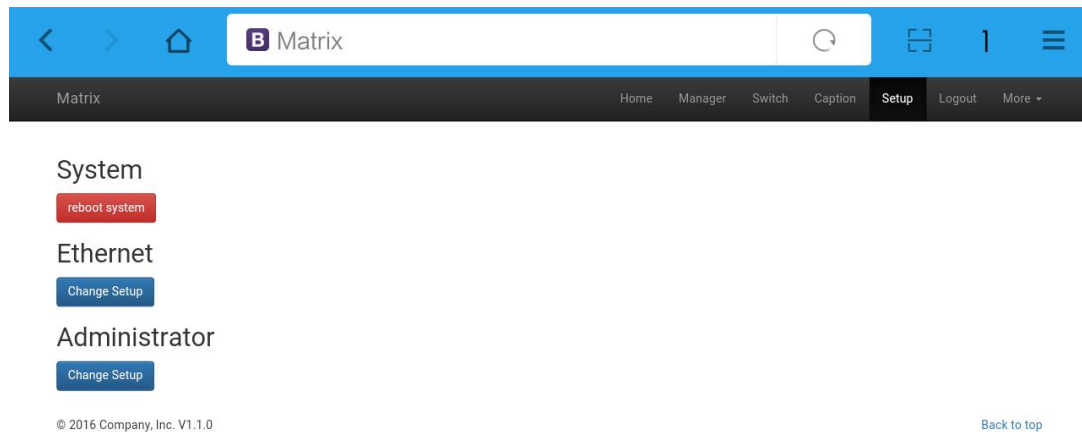 B Matrix 1
Matrix Home Manager Switch Caption Setup Logout More
System
reboot system
Ethernet
Change Setup
Administrator
Change Setup
© 2016 Company, Inc. V1.1.0 Back to top